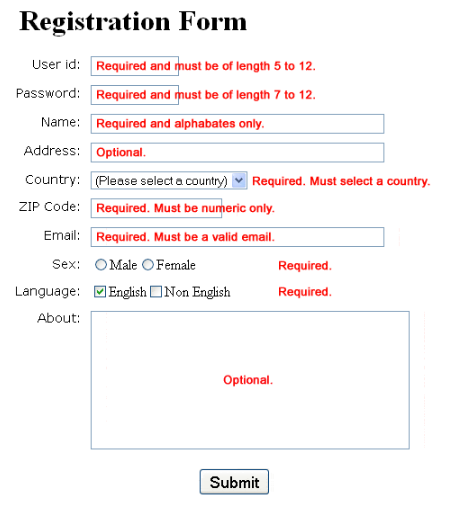 Registration Form
User id: Required and must be of length 5 to 12.
Password: Required and must be of length 7 to 12.
Name: Required and alphabates only.
Address: Optional.
Country: (Please select a country) Required. Must select a country.
ZIP Code: Required. Must be numeric only.
Email: Required. Must be a valid email.
Sex: Male Female Required.
Language: English Non English Required.
About:
Optional.
Submit